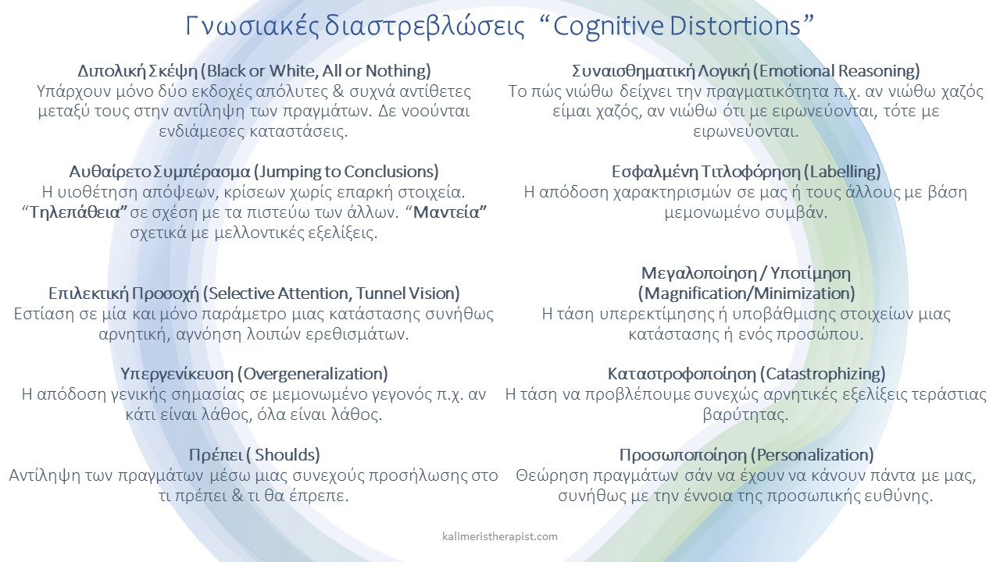 Γνωσιακές διαστρεβλώσεις “Cognitive Distortions”
Διπολική Σκέψη (Black or White, All or Nothing)
Υπάρχουν μόνο δύο εκδοχές απόλυτες & συχνά αντίθετες
μεταξύ τους στην αντίληψη των πραγμάτων. Δε νοούνται
ενδιάμεσες καταστάσεις.
Αυθαίρετο Συμπέρασμα (Jumping to Conclusions)
Η υιοθέτηση απόψεων, κρίσεων χωρίς επαρκή στοιχεία.
“Τηλεπάθεια” σε σχέση με τα πιστεύω των άλλων. “Μαντεία”
σχετικά με μελλοντικές εξελίξεις.
Επιλεκτική Προσοχή (Selective Attention, Tunnel Vision)
Εστίαση σε μία και μόνο παράμετρο μιας κατάστασης συνήθως
αρνητική, αγνόηση λοιπών ερεθισμάτων.
Υπεργενίκευση (Overgeneralization)
Η απόδοση γενικής σημασίας σε μεμονωμένο γεγονός π.χ. αν
κάτι είναι λάθος, όλα είναι λάθος.
Πρέπει ( Shoulds)
Αντίληψη των πραγμάτων μέσω μιας συνεχούς προσήλωσης στο
τι πρέπει & τι θα έπρεπε.
Συναισθηματική Λογική (Emotional Reasoning)
Το πώς νιώθω δείχνει την πραγματικότητα π.χ. αν νιώθω χαζός
είμαι χαζός, αν νιώθω ότι με ειρωνεύονται, τότε με
ειρωνεύονται.
Εσφαλμένη Τιτλοφόρηση (Labelling)
Η απόδοση χαρακτηρισμών σε μας ή τους άλλους με βάση
μεμονωμένο συμβάν.
Μεγαλοποίηση / Υποτίμηση
(Magnification/Minimization)
Η τάση υπερεκτίμησης ή υποβάθμισης στοιχείων μιας
κατάστασης ή ενός προσώπου.
Καταστροφοποίηση (Catastrophizing)
Η τάση να προβλέπουμε συνεχώς αρνητικές εξελίξεις τεράστιας
βαρύτητας.
Προσωποποίηση (Personalization)
Θεώρηση πραγμάτων σάν να έχουν να κάνουν πάντα με μας,
συνήθως με την έννοια της προσωπικής ευθύνης.
kalimeristherapist.com